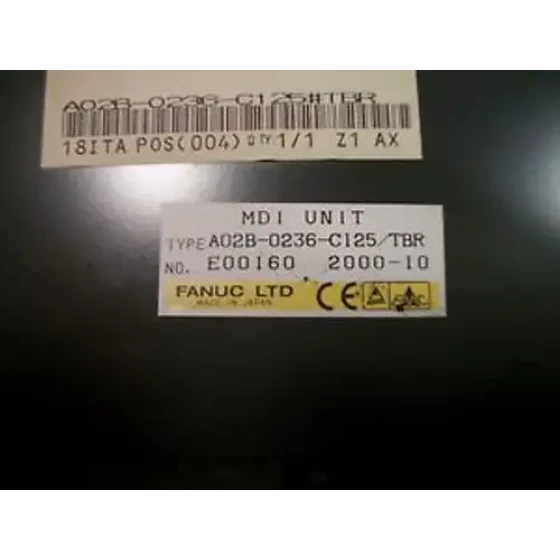 A02B-0236-C125#TBR
18ITA POS(004) QTY 1/1 Z1 AX
MDI UNIT
TYPE A02B-0236-C125/TBR
NO. E00160 2000-10
FANUC LTD CE
MADE IN JAPAN